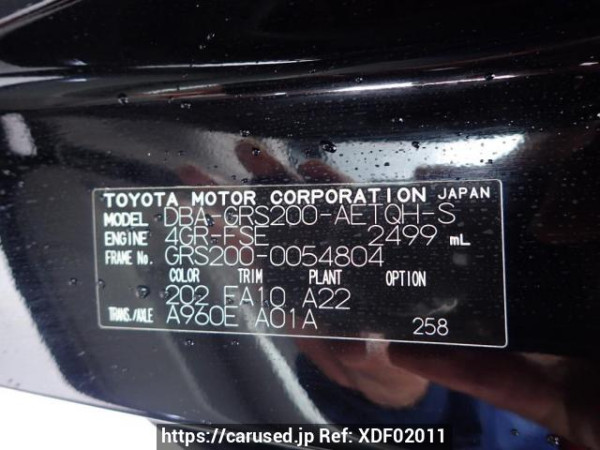 TOYOTA MOTOR CORPORATION JAPAN
MODEL DBA-GRS200-AETQH-S
ENGINE 4GR-FSE 2499 mL
FRAME No. GRS200-0054804
COLOR TRIM PLANT OPTION
202 FA10 A22
TRANS./AXLE A960E A01A 258
https://carused.jp Ref: XDF02011